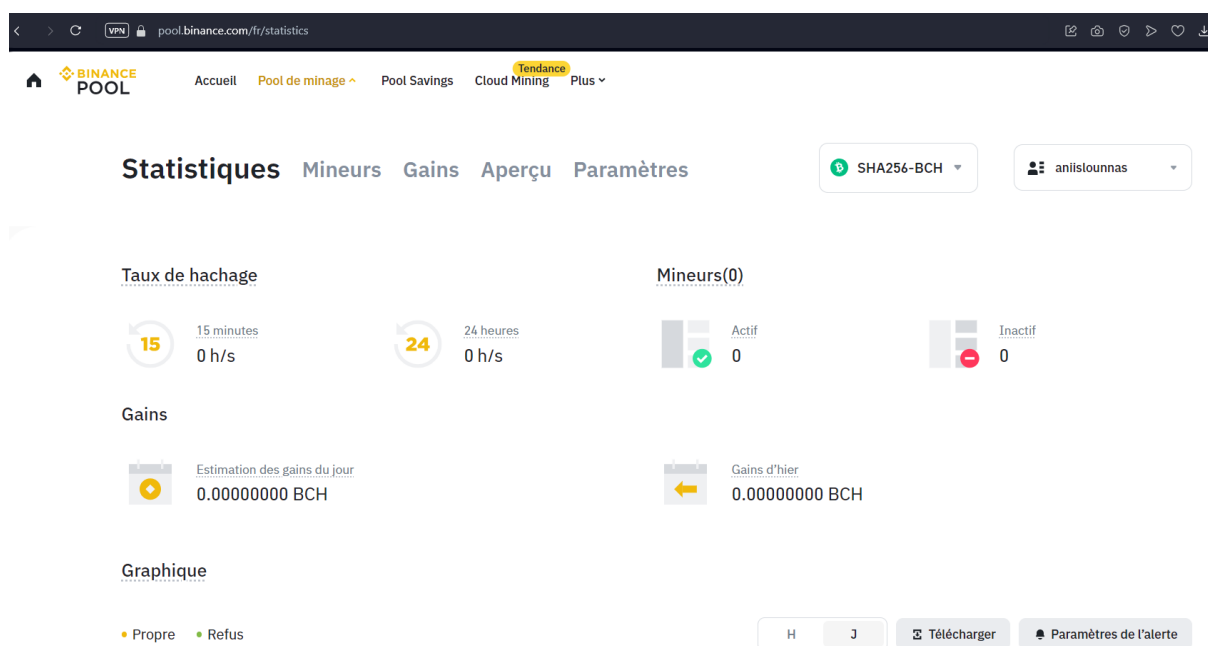 VPN pool.binance.com/fr/statistics
BINANCE
POOL
Accueil Pool de minage Pool Savings Cloud Mining Tendance Plus
Statistiques Mineurs Gains Aperçu Paramètres SHA256-BCH aniislounnas
Taux de hachage Mineurs(0)
15 15 minutes 24 24 heures Actif Inactif
0 h/s 0 h/s 0 0
Gains
Estimation des gains du jour Gains d'hier
0.00000000 BCH 0.00000000 BCH
Graphique
Propre Refus H J Télécharger Paramètres de l'alerte